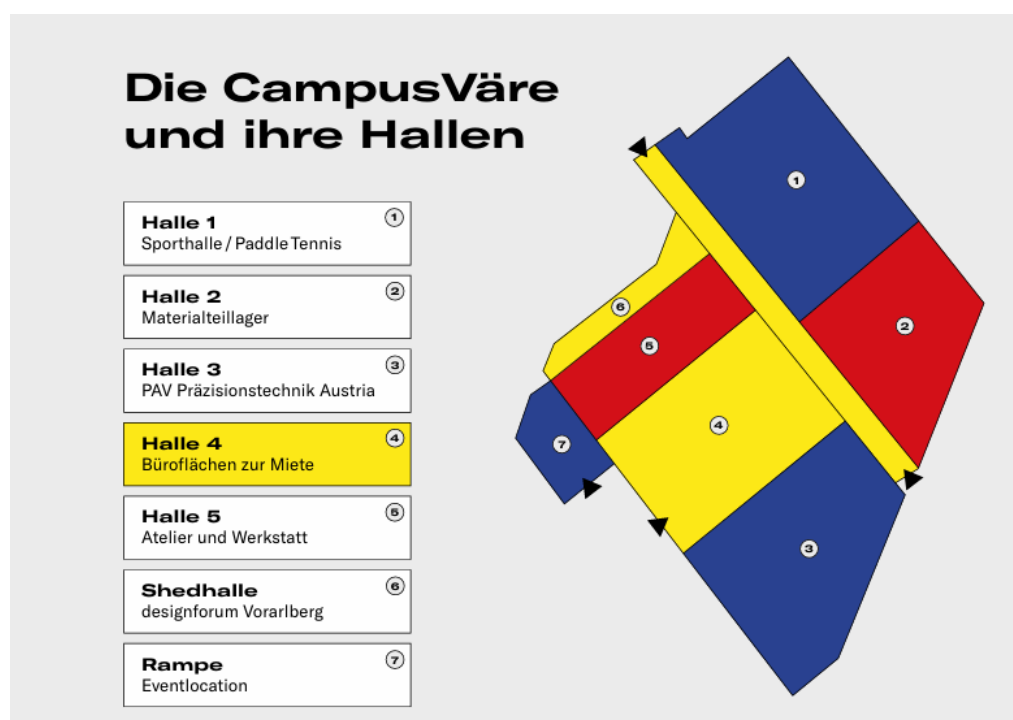 Die CampusVäre
und ihre Hallen
Halle 1
1
Sporthalle / Paddle Tennis
Halle 2
2
Materialteillager
Halle 3
3
PAV Präzisionstechnik Austria
Halle 4
4
Büroflächen zur Miete
Halle 5
5
Atelier und Werkstatt
Shedhalle
6
designforum Vorarlberg
Rampe
7
Eventlocation
1
6
2
5
4
7
3